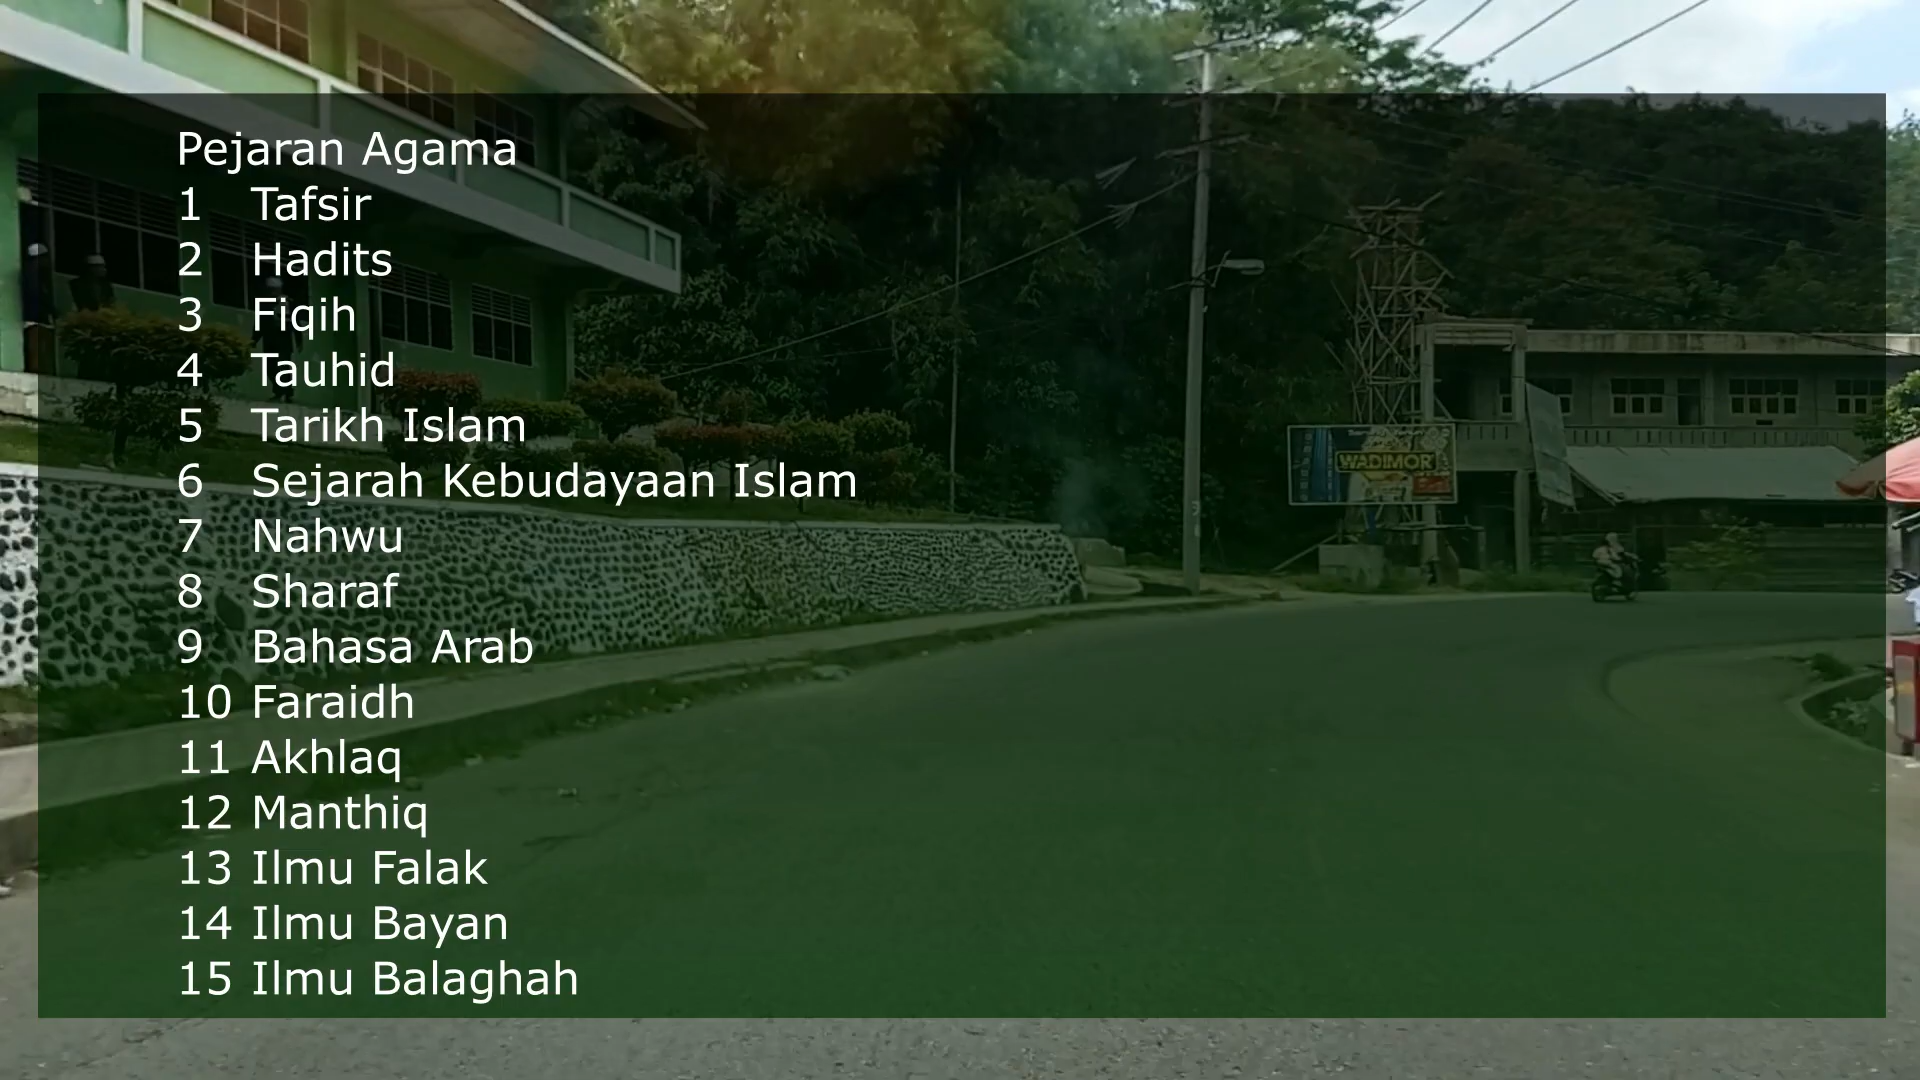 Pejaran Agama
1 Tafsir
2 Hadits
3 Fiqih
4 Tauhid
5 Tarikh Islam
6 Sejarah Kebudayaan Islam
7 Nahwu
8 Sharaf
9 Bahasa Arab
10 Faraidh
11 Akhlaq
12 Manthiq
13 Ilmu Falak
14 Ilmu Bayan
15 Ilmu Balaghah
WADIMOR